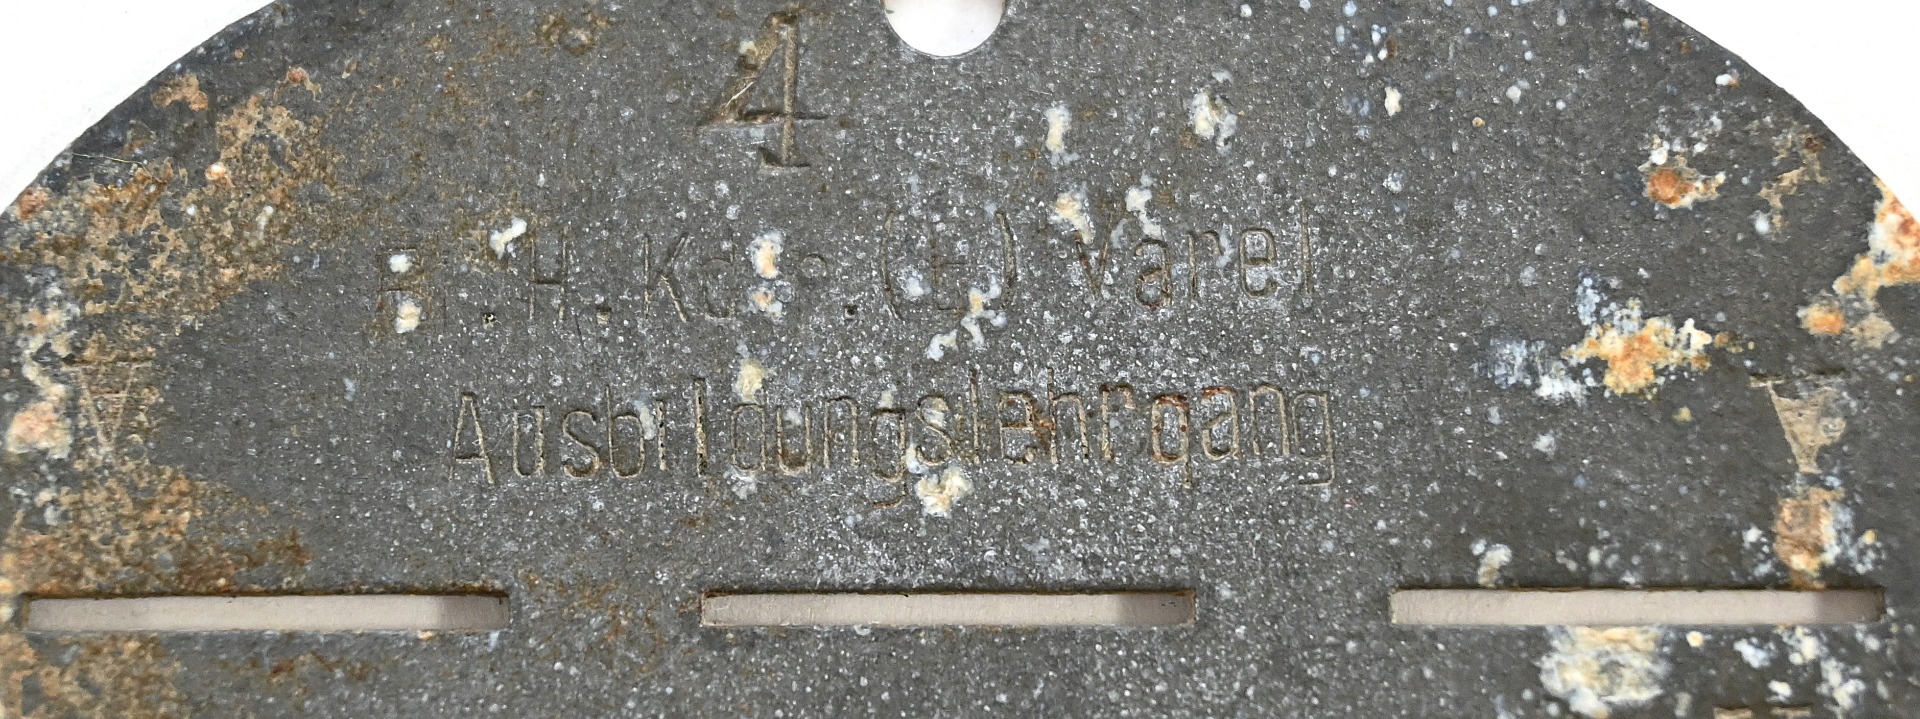 4
Fl.H.Kdtr.(E) Varel
A A
Ausbildungslehrgang